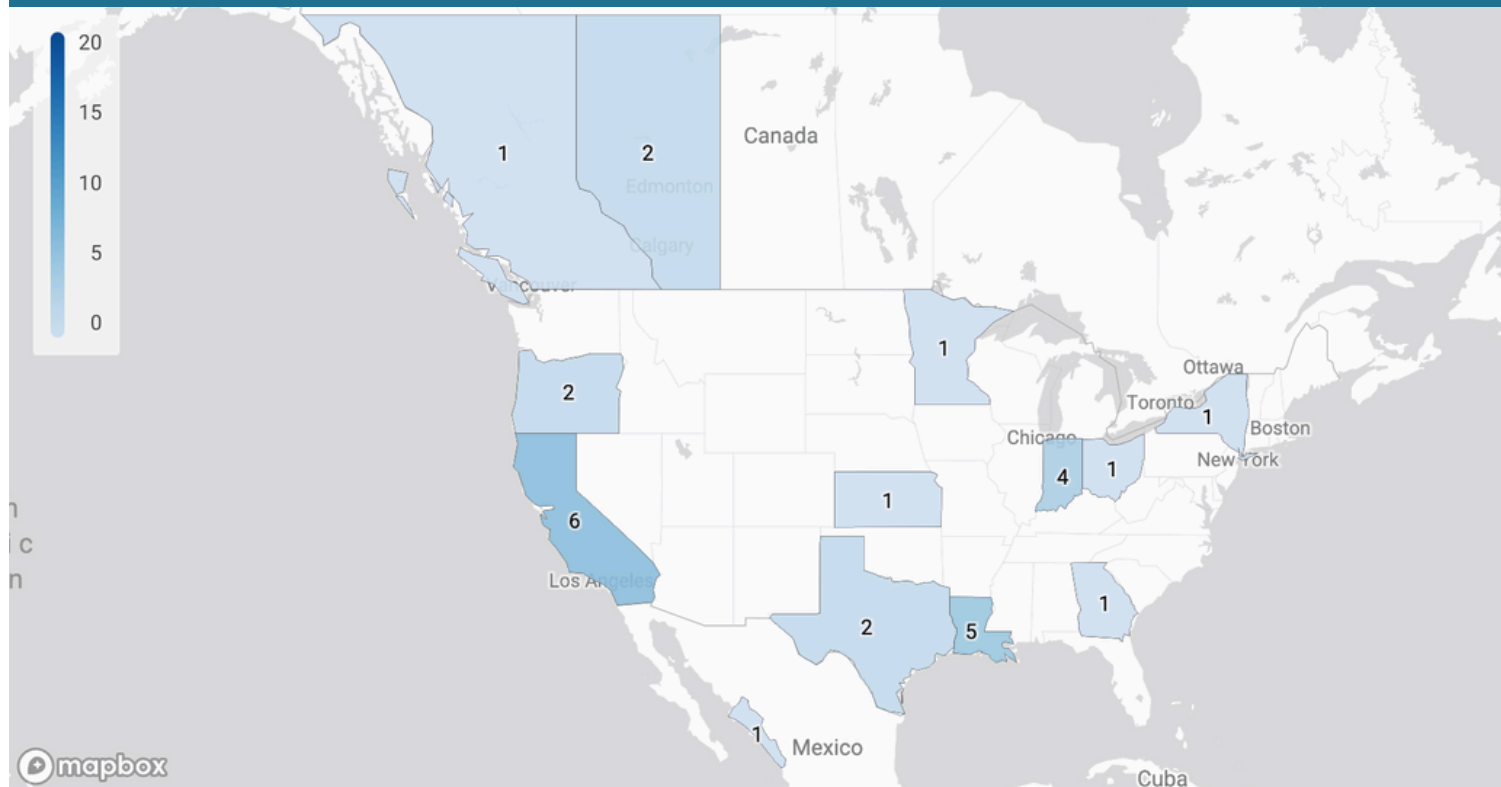 20
15
10
5
0
1
2
Canada
Edmonton
Calgary
Vancouver
1
Ottawa
2
Toronto
1
Boston
Chicago
New York
4
1
1
6
Los Angeles
1
2
5
1
Mexico
Cuba
n
i c
n
mapbox